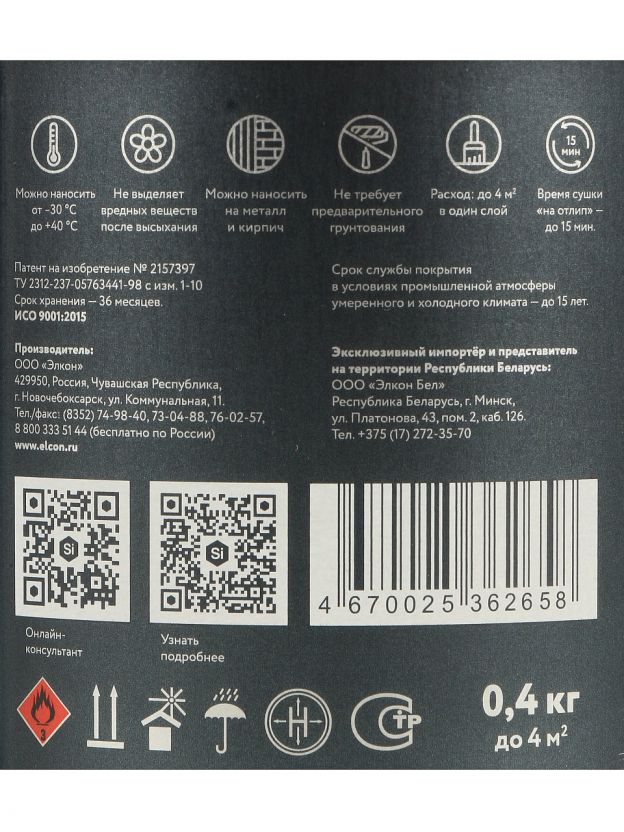 15
мин
Можно наносить
от –30 °С
до +40 °С
Не выделяет
вредных веществ
после высыхания
Можно наносить
на металл
и кирпич
Не требует
предварительного
грунтования
Расход: до 4 м²
в один слой
Время сушки
«на отлип» –
до 15 мин.
Патент на изобретение № 2157397
ТУ 2312-237-05763441-98 с изм. 1-10
Срок хранения – 36 месяцев.
ИСО 9001:2015
Срок службы покрытия
в условиях промышленной атмосферы
умеренного и холодного климата – до 15 лет.
Производитель:
ООО «Элкон»
429950, Россия, Чувашская Республика,
г. Новочебоксарск, ул. Коммунальная, 11.
Тел./факс: (8352) 74-98-40, 73-04-88, 76-02-57,
8 800 333 51 44 (бесплатно по России)
www.elcon.ru
Эксклюзивный импортёр и представитель
на территории Республики Беларусь:
ООО «Элкон Бел»
Республика Беларусь, г. Минск,
ул. Платонова, 43, пом. 2, каб. 126.
Тел. +375 (17) 272-35-70
Si
Si
4 670025 362658
Онлайн-
консультант
Узнать
подробнее
3
Н
СТР
0,4 кг
до 4 м²